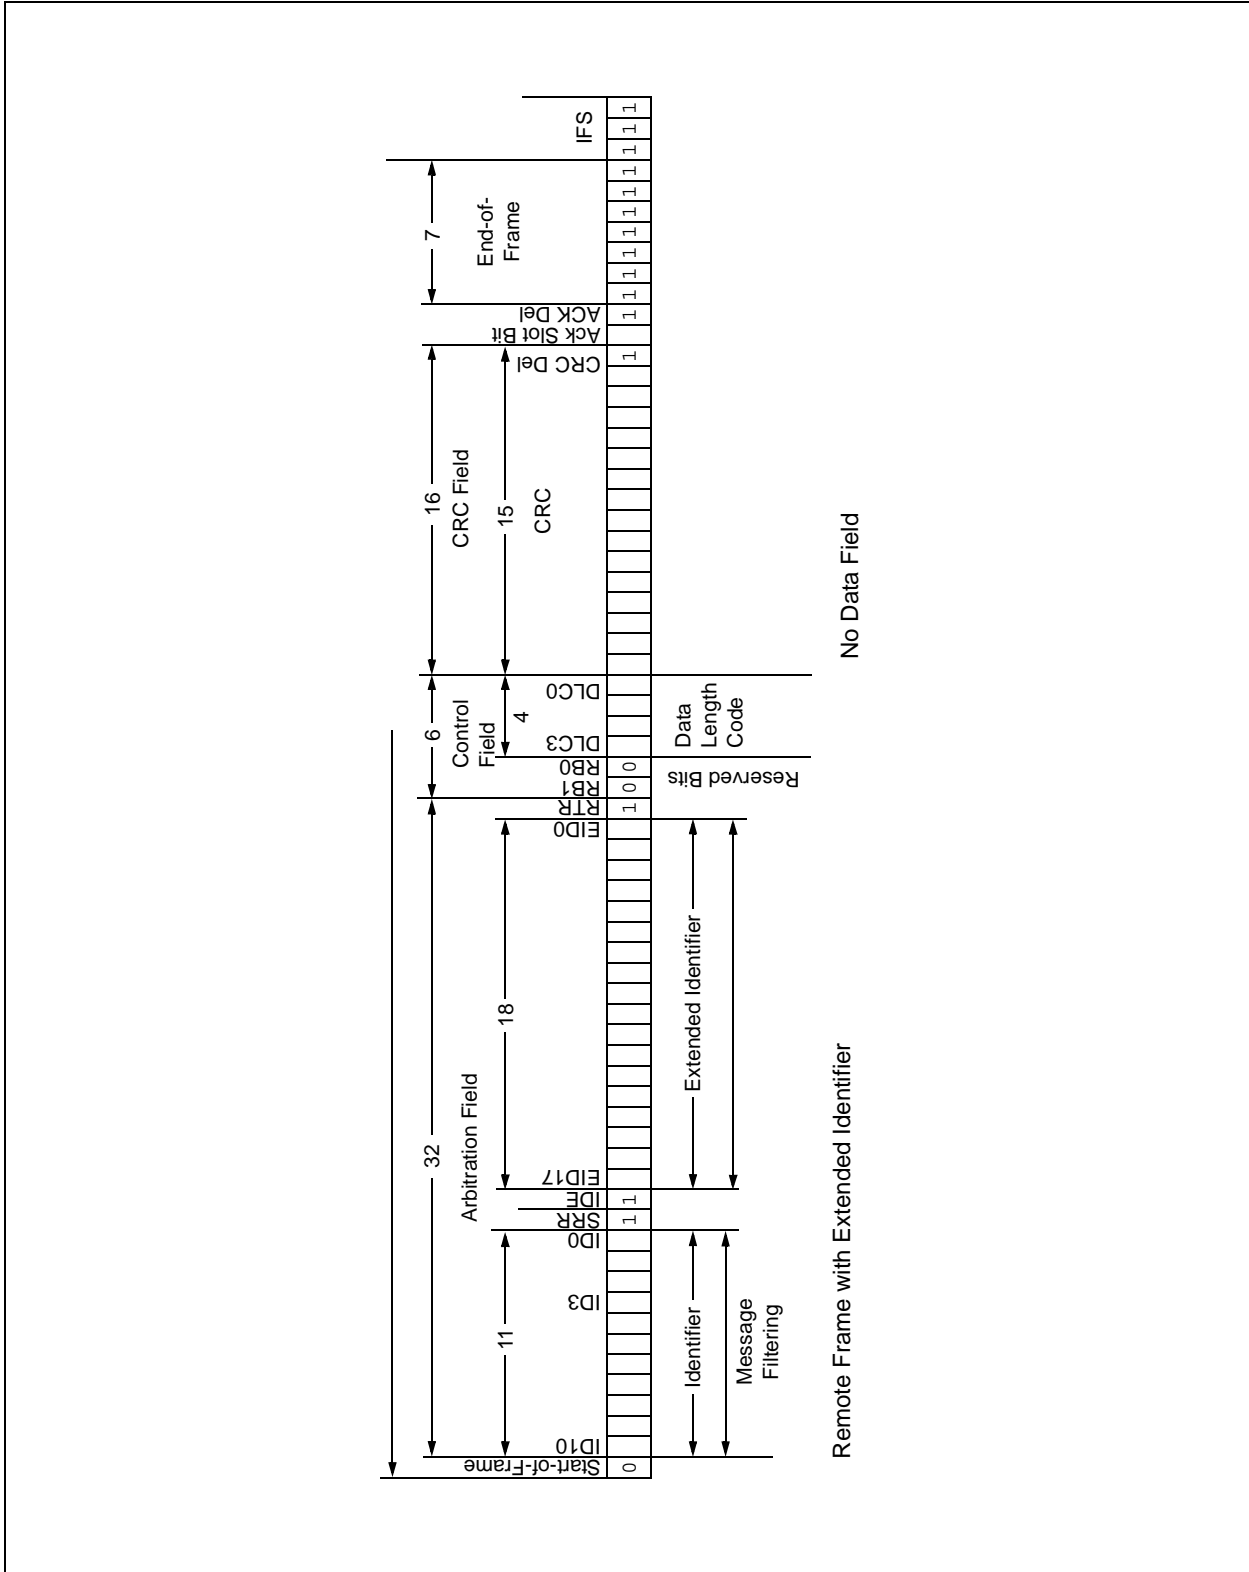 32
Arbitration Field
11
18
6
Control
Field
4
16
CRC Field
15
CRC
7
End-of-
Frame
IFS
Start-of-Frame
ID10
ID3
ID0
SRR
IDE
EID17
EID0
RTR
RB1
RB0
DLC3
DLC0
CRC Del
Ack Slot Bit
ACK Del
0
1
1
1
0
0
1
1
1
1
1
1
1
1
1
1
1
1
Identifier
Message
Filtering
Extended Identifier
Reserved Bits
Data
Length
Code
No Data Field
Remote Frame with Extended Identifier